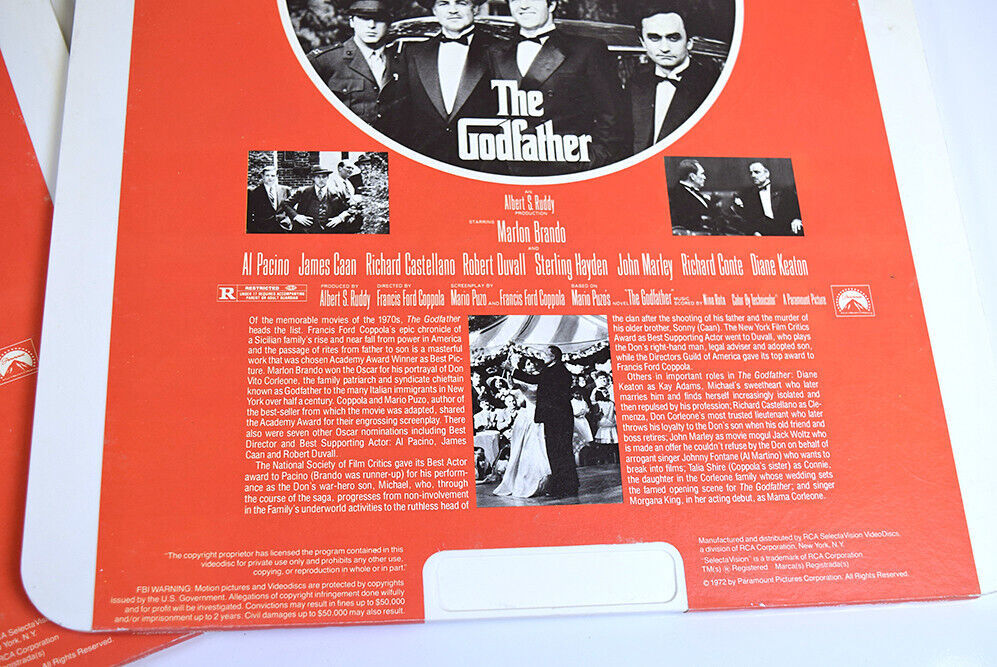 The
Godfather
AN
Albert S. Ruddy
PRODUCTION
STARRING
Marlon Brando
AND
Al Pacino James Caan Richard Castellano Robert Duvall Sterling Hayden John Marley Richard Conte Diane Keaton
R RESTRICTED
UNDER 17 REQUIRES ACCOMPANYING
PARENT OR ADULT GUARDIAN
PRODUCED BY Albert S. Ruddy DIRECTED BY Francis Ford Coppola SCREENPLAY BY Mario Puzo AND Francis Ford Coppola BASED ON Mario Puzo's NOVEL "The Godfather" MUSIC SCORED BY Nino Rota Color By Technicolor® A Paramount Picture
Of the memorable movies of the 1970s, The Godfather
heads the list. Francis Ford Coppola's epic chronicle of
a Sicilian family's rise and near fall from power in America
and the passage of rites from father to son is a masterful
work that was chosen Academy Award Winner as Best Pic-
ture. Marlon Brando won the Oscar for his portrayal of Don
Vito Corleone, the family patriarch and syndicate chieftain
known as Godfather to the many Italian immigrants in New
York over half a century. Coppola and Mario Puzo, author of
the best-seller from which the movie was adapted, shared
the Academy Award for their engrossing screenplay. There
also were seven other Oscar nominations including Best
Director and Best Supporting Actor: Al Pacino, James
Caan and Robert Duvall.
The National Society of Film Critics gave its Best Actor
award to Pacino (Brando was runner-up) for his perform-
ance as the Don's war-hero son, Michael, who, through
the course of the saga, progresses from non-involvement
in the Family's underworld activities to the ruthless head of
the clan after the shooting of his father and the murder of
his older brother, Sonny (Caan). The New York Film Critics
Award as Best Supporting Actor went to Duvall, who plays
the Don's right-hand man, legal adviser and adopted son,
while the Directors Guild of America gave its top award to
Francis Ford Coppola.
Others in important roles in The Godfather: Diane
Keaton as Kay Adams, Michael's sweetheart who later
marries him and finds herself increasingly isolated and
then repulsed by his profession; Richard Castellano as Cle-
menza, Don Corleone's most trusted lieutenant who later
throws his loyalty to the Don's son when his old friend and
boss retires; John Marley as movie mogul Jack Woltz who
is made an offer he couldn't refuse by the Don on behalf of
arrogant singer Johnny Fontane (Al Martino) who wants to
break into films; Talia Shire (Coppola's sister) as Connie,
the daughter in the Corleone family whose wedding sets
the famed opening scene for The Godfather; and singer
Morgana King, in her acting debut, as Mama Corleone.
"The copyright proprietor has licensed the program contained in this
videodisc for private use only and prohibits any other use,
copying, or reproduction in whole or in part."
FBI WARNING: Motion pictures and Videodiscs are protected by copyrights
issued by the U.S. Government. Allegations of copyright infringement done wilfully
and for profit will be investigated. Convictions may result in fines up to $50,000
and/or imprisonment up to 2 years. Civil damages up to $50,000 may also result.
Manufactured and distributed by RCA SelectaVision VideoDiscs,
a division of RCA Corporation, New York, N.Y.
"SelectaVision" is a trademark of RCA Corporation.
TM(s) ® Registered Marca(s) Registrada(s)
© 1972 by Paramount Pictures Corporation. All Rights Reserved.
A SelectaVision
York, N.Y.
RCA Corporation
istrada(s)
All Rights Reserved.